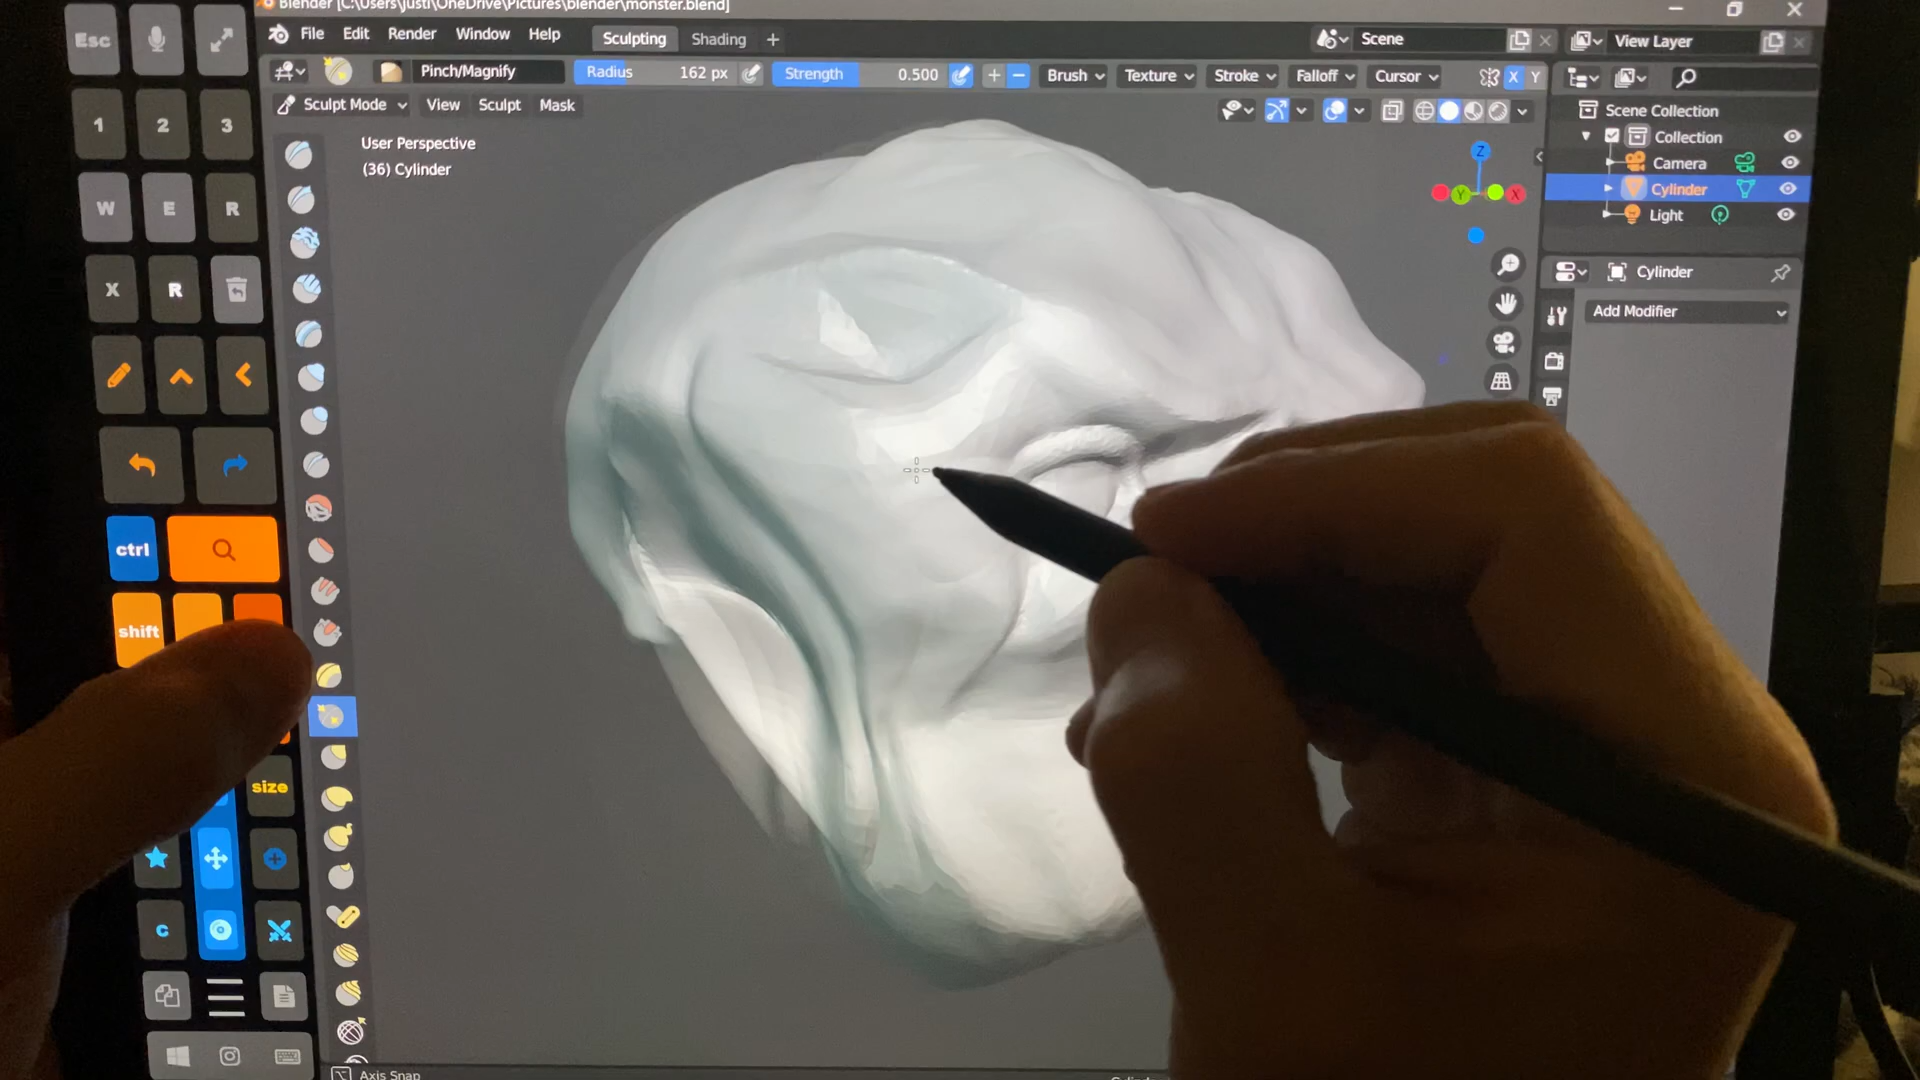 Blender [C:\Users\justi\OneDrive\Pictures\blender\monster.blend]
File Edit Render Window Help Sculpting Shading + Scene View Layer
Pinch/Magnify Radius 162 px Strength 0.500 Brush Texture Stroke Falloff Cursor X Y
Sculpt Mode View Sculpt Mask
User Perspective
(36) Cylinder
Z
Y
X
Scene Collection
Collection
Camera
Cylinder
Light
Cylinder
Add Modifier
Esc
1 2 3
W E R
X R
ctrl
shift
size
c
Axis Snap